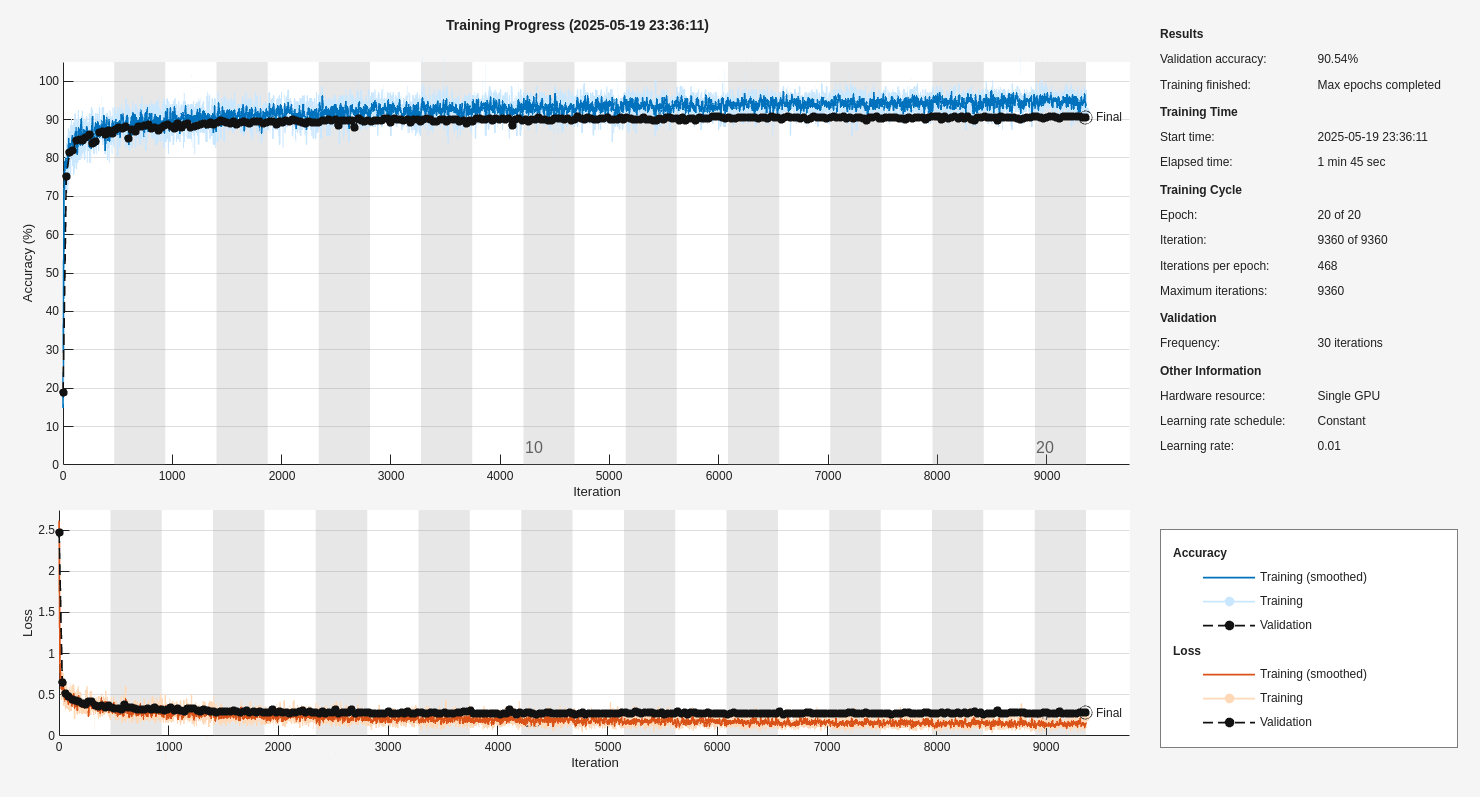 Training Progress (2025-05-19 23:36:11)
Accuracy (%)
100
90
80
70
60
50
40
30
20
10
0
Final
10
20
0 1000 2000 3000 4000 5000 6000 7000 8000 9000
Iteration
Loss
2.5
2
1.5
1
0.5
0
Final
0 1000 2000 3000 4000 5000 6000 7000 8000 9000
Iteration
Results
Validation accuracy: 90.54%
Training finished: Max epochs completed
Training Time
Start time: 2025-05-19 23:36:11
Elapsed time: 1 min 45 sec
Training Cycle
Epoch: 20 of 20
Iteration: 9360 of 9360
Iterations per epoch: 468
Maximum iterations: 9360
Validation
Frequency: 30 iterations
Other Information
Hardware resource: Single GPU
Learning rate schedule: Constant
Learning rate: 0.01
Accuracy
Training (smoothed)
Training
Validation
Loss
Training (smoothed)
Training
Validation